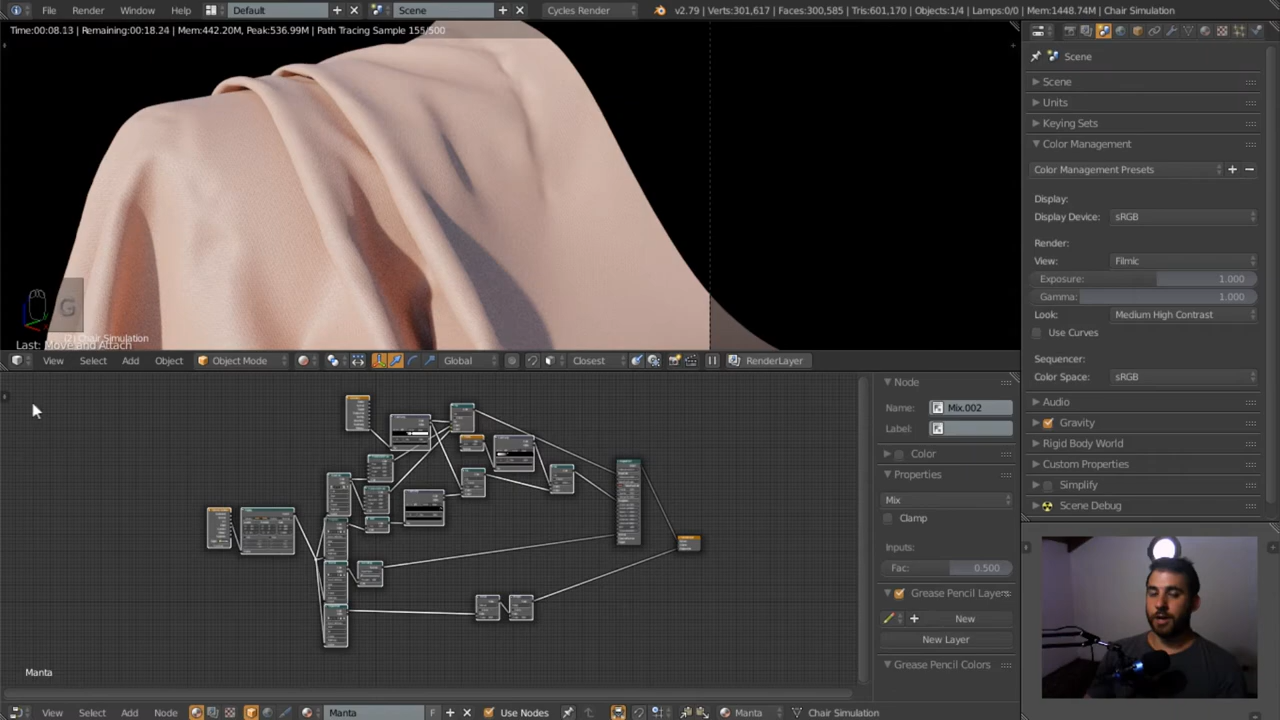 File Render Window Help Default Scene Cycles Render v2.79 | Verts:301,617 | Faces:300,585 | Tris:601,170 | Objects:1/4 | Lamps:0/0 | Mem:1448.74M | Chair Simulation
Time:00:08.13 | Remaining:00:18.24 | Mem:442.20M, Peak:536.99M | Path Tracing Sample 155/500
G
Chair Simulation
Last: Move and Attach
View Select Add Object Object Mode Global Closest RenderLayer
Manta
View Select Add Node Manta F Use Nodes Manta Chair Simulation
Node
Name: Mix.002
Label:
Color
Properties
Mix
Clamp
Inputs:
Fac: 0.500
Grease Pencil Layers
New
New Layer
Grease Pencil Colors
Scene
Scene
Units
Keying Sets
Color Management
Color Management Presets
Display:
Display Device: sRGB
Render:
View: Filmic
Exposure: 1.000
Gamma: 1.000
Look: Medium High Contrast
Use Curves
Sequencer:
Color Space: sRGB
Audio
Gravity
Rigid Body World
Custom Properties
Simplify
Scene Debug